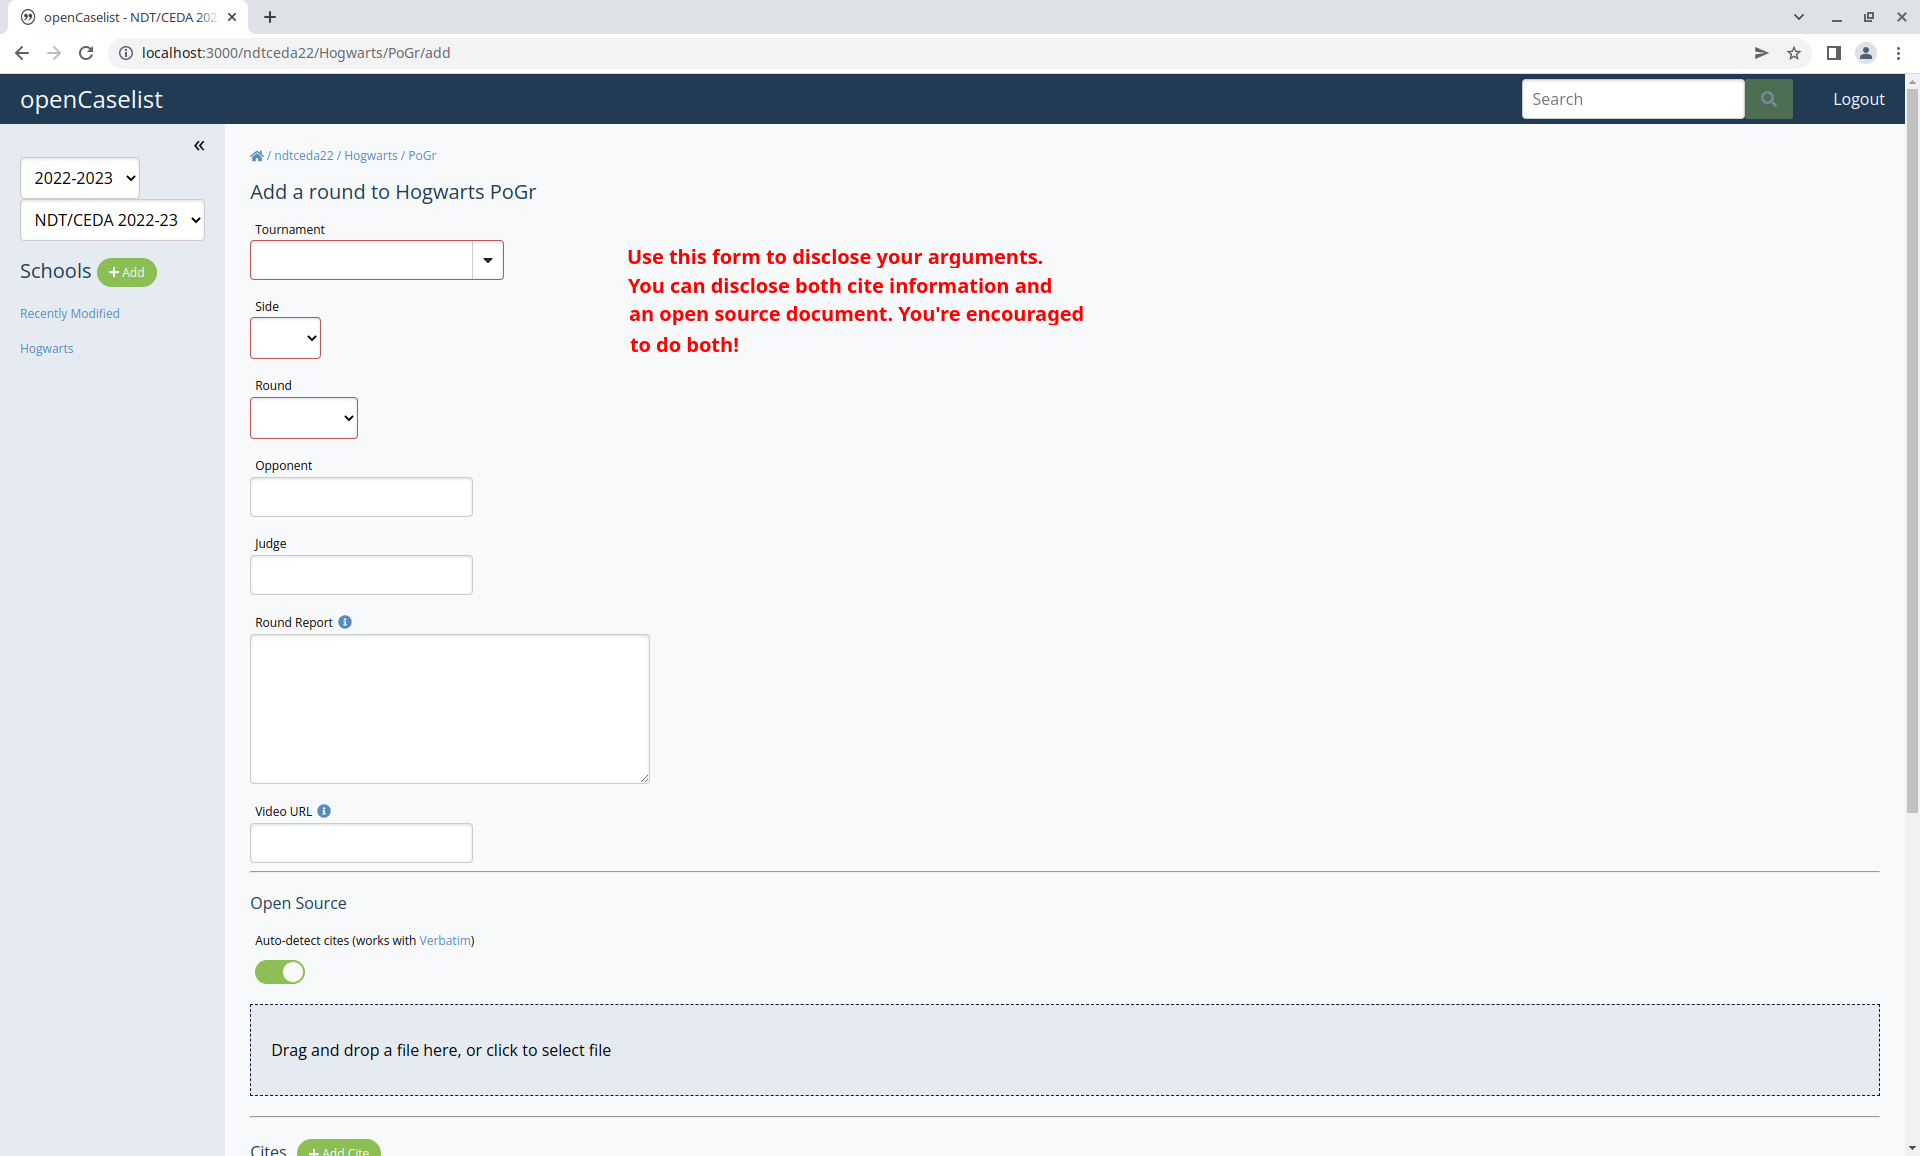 openCaselist - NDT/CEDA 202
localhost:3000/ndtceda22/Hogwarts/PoGr/add
openCaselist
Search
Logout
«
2022-2023
NDT/CEDA 2022-23
Schools
+ Add
Recently Modified
Hogwarts
/ ndtceda22 / Hogwarts / PoGr
Add a round to Hogwarts PoGr
Tournament
Use this form to disclose your arguments.
You can disclose both cite information and
an open source document. You're encouraged
to do both!
Side
Round
Opponent
Judge
Round Report
Video URL
Open Source
Auto-detect cites (works with Verbatim)
Drag and drop a file here, or click to select file
Cites
+ Add Cite